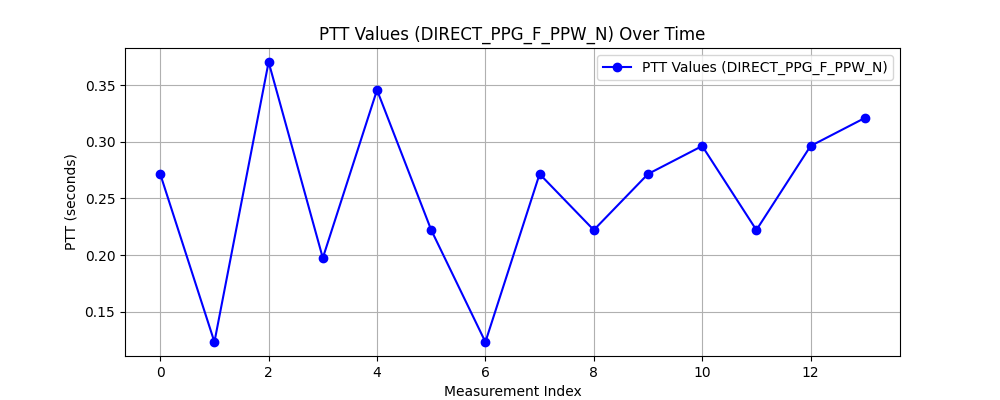 PTT Values (DIRECT_PPG_F_PPW_N) Over Time
PTT Values (DIRECT_PPG_F_PPW_N)
PTT (seconds)
0.35
0.30
0.25
0.20
0.15
0 2 4 6 8 10 12
Measurement Index